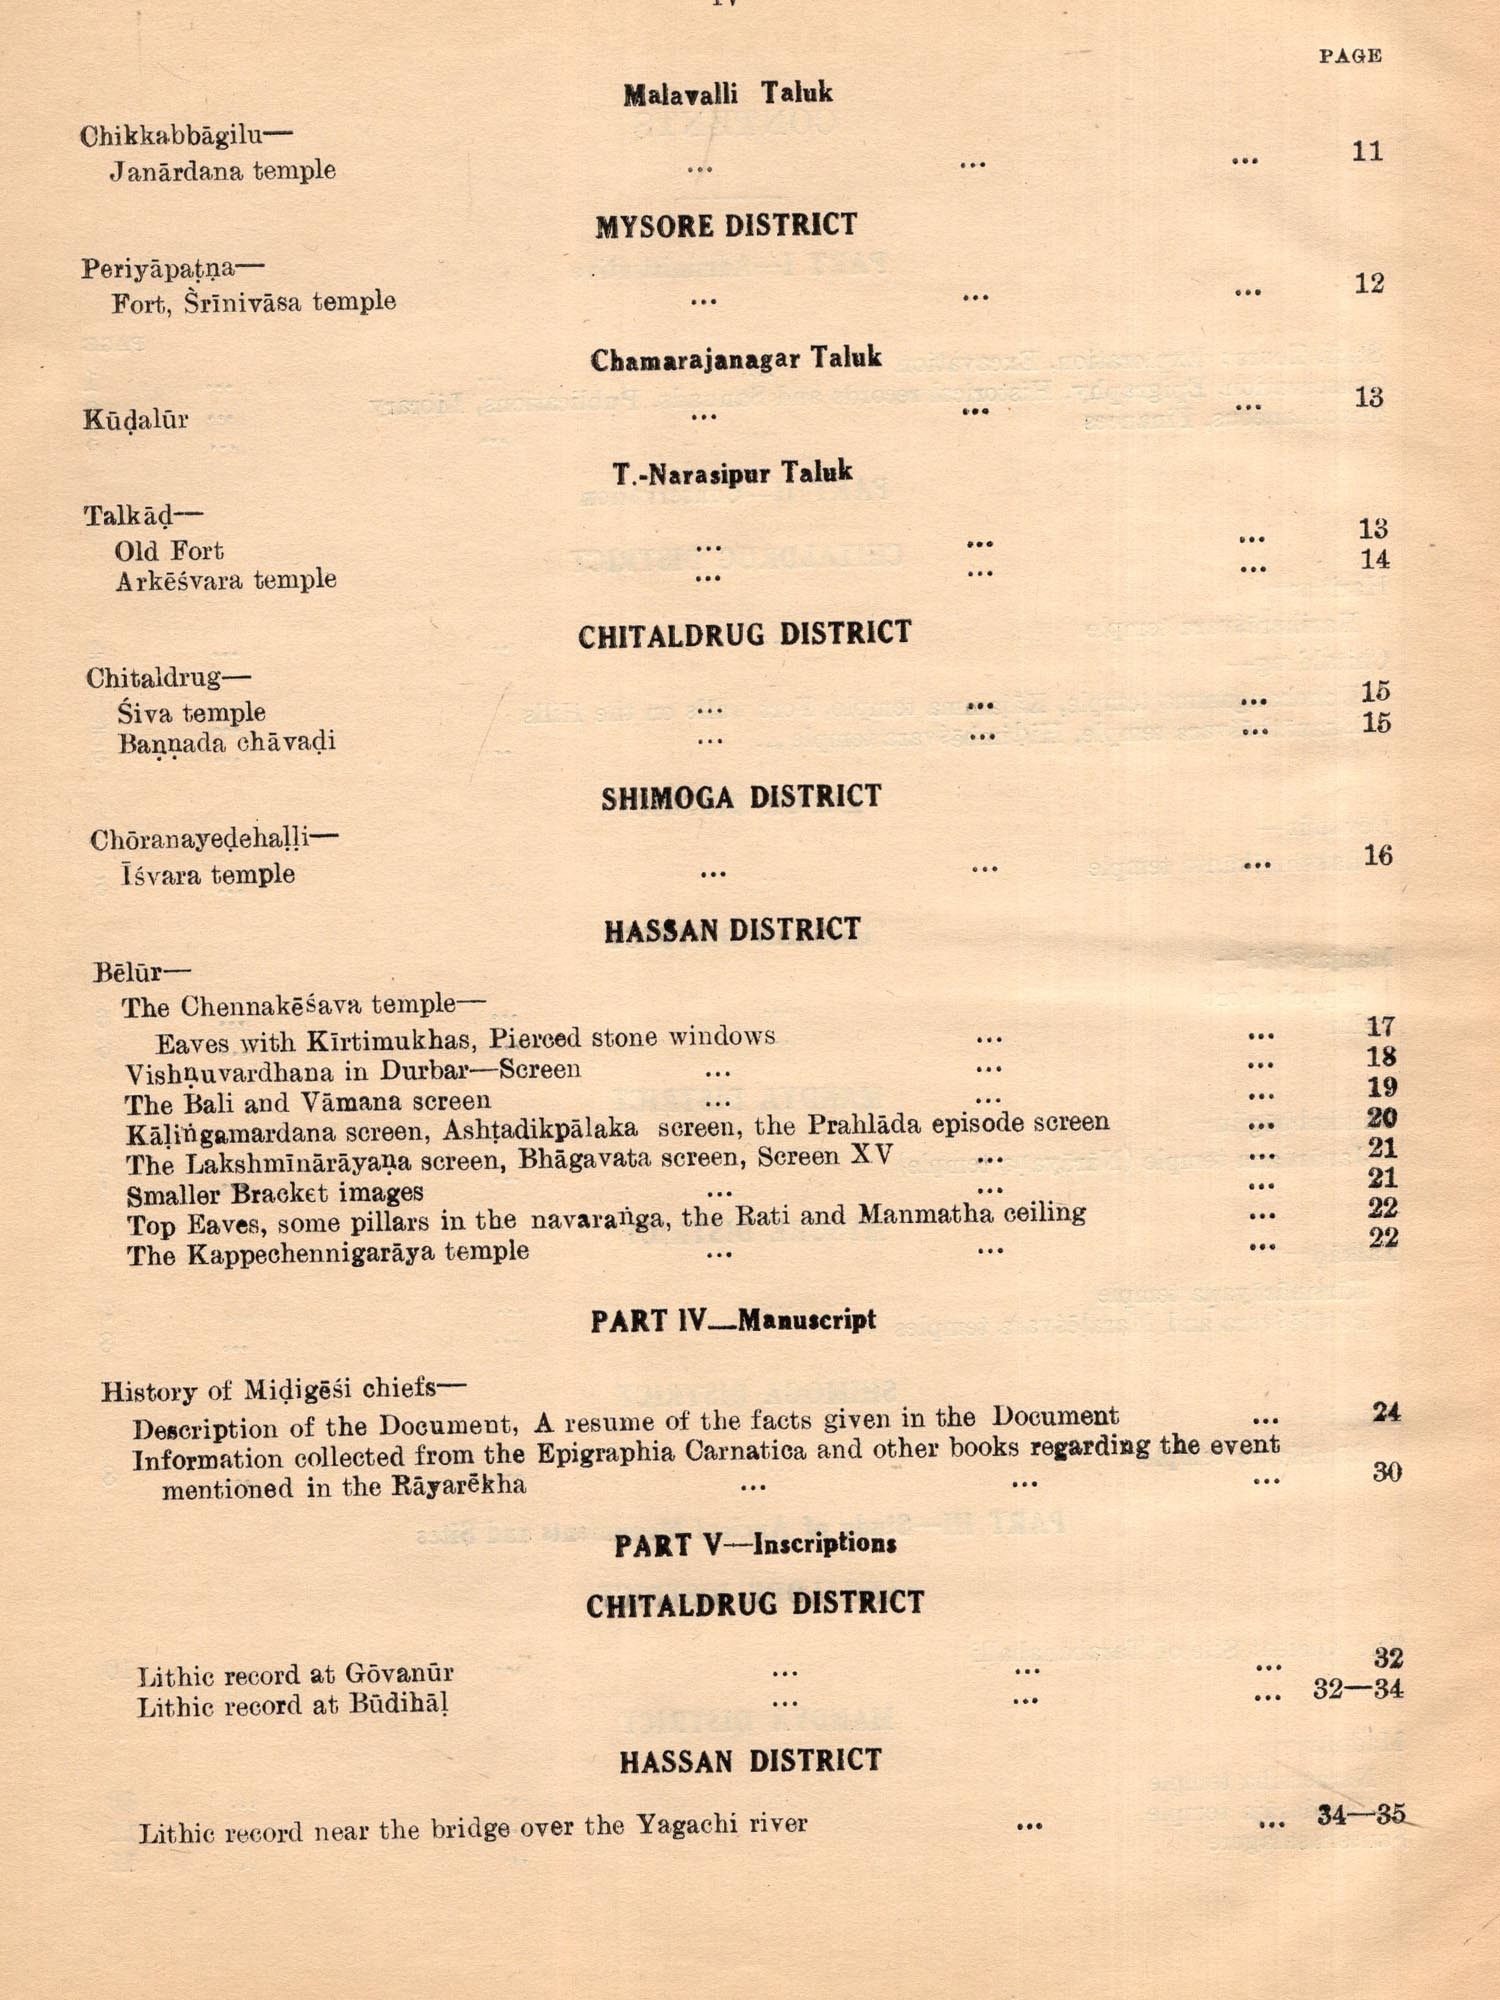 iv
PAGE
Malavalli Taluk
Chikkabbāgilu—
Janārdana temple ... ... ... 11
MYSORE DISTRICT
Periyāpaṭṇa—
Fort, Śrīnivāsa temple ... ... ... 12
Chamarajanagar Taluk
Kūḍalūr ... ... ... 13
T.-Narasipur Taluk
Talkāḍ—
Old Fort ... ... ... 13
Arkēśvara temple ... ... ... 14
CHITALDRUG DISTRICT
Chitaldrug—
Śiva temple ... ... ... 15
Baṇṇada chāvaḍi ... ... ... 15
SHIMOGA DISTRICT
Chōranayeḍehaḷḷi—
Īśvara temple ... ... ... 16
HASSAN DISTRICT
Bēlūr—
The Chennakēśava temple—
Eaves with Kīrtimukhas, Pierced stone windows ... ... 17
Vishṇuvardhana in Durbar—Screen ... ... ... 18
The Bali and Vāmana screen ... ... ... 19
Kāḷiṅgamardana screen, Ashṭadikpālaka screen, the Prahlāda episode screen ... 20
The Lakshmīnārāyaṇa screen, Bhāgavata screen, Screen XV ... ... 21
Smaller Bracket images ... ... ... 21
Top Eaves, some pillars in the navaraṅga, the Rati and Manmatha ceiling ... 22
The Kappechennigarāya temple ... ... ... 22
PART IV—Manuscript
History of Miḍigēśi chiefs—
Description of the Document, A resume of the facts given in the Document ... 24
Information collected from the Epigraphia Carnatica and other books regarding the event
mentioned in the Rāyarēkha ... ... ... 30
PART V—Inscriptions
CHITALDRUG DISTRICT
Lithic record at Gōvanūr ... ... ... 32
Lithic record at Būdihāḷ ... ... ... 32—34
HASSAN DISTRICT
Lithic record near the bridge over the Yagachi river ... ... 34—35